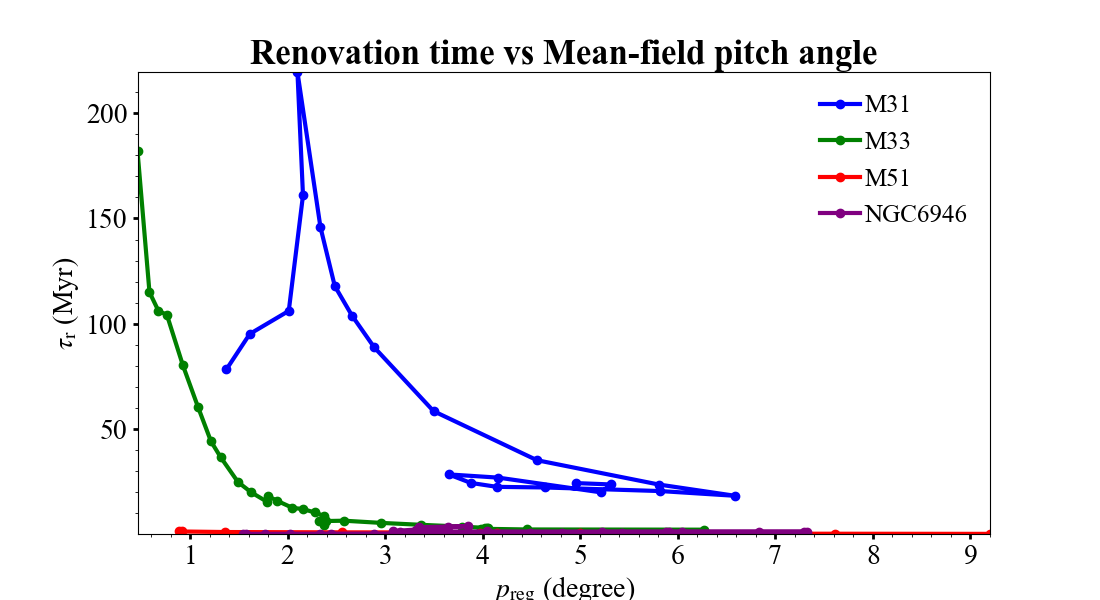 Renovation time vs Mean-field pitch angle
M31
M33
M51
NGC6946
200
150
100
50
τr (Myr)
1 2 3 4 5 6 7 8 9
preg (degree)